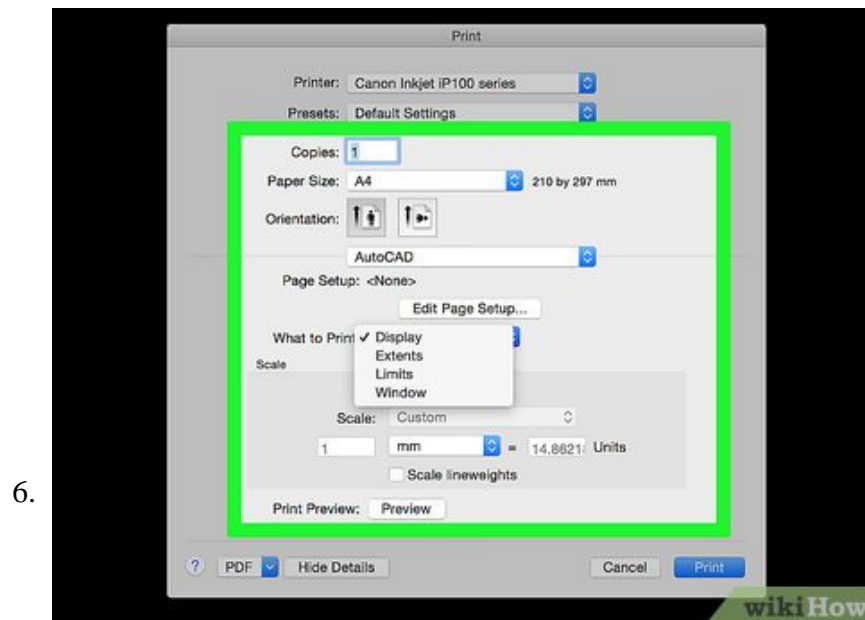 Print
Printer: Canon Inkjet iP100 series
Presets: Default Settings
Copies: 1
Paper Size: A4 210 by 297 mm
Orientation:
AutoCAD
Page Setup: <None>
Edit Page Setup...
What to Print ✓ Display
Extents
Limits
Window
Scale
Scale: Custom
1 mm = 14.8621 Units
Scale lineweights
Print Preview: Preview
6.
? PDF Hide Details Cancel Print
wikiHow